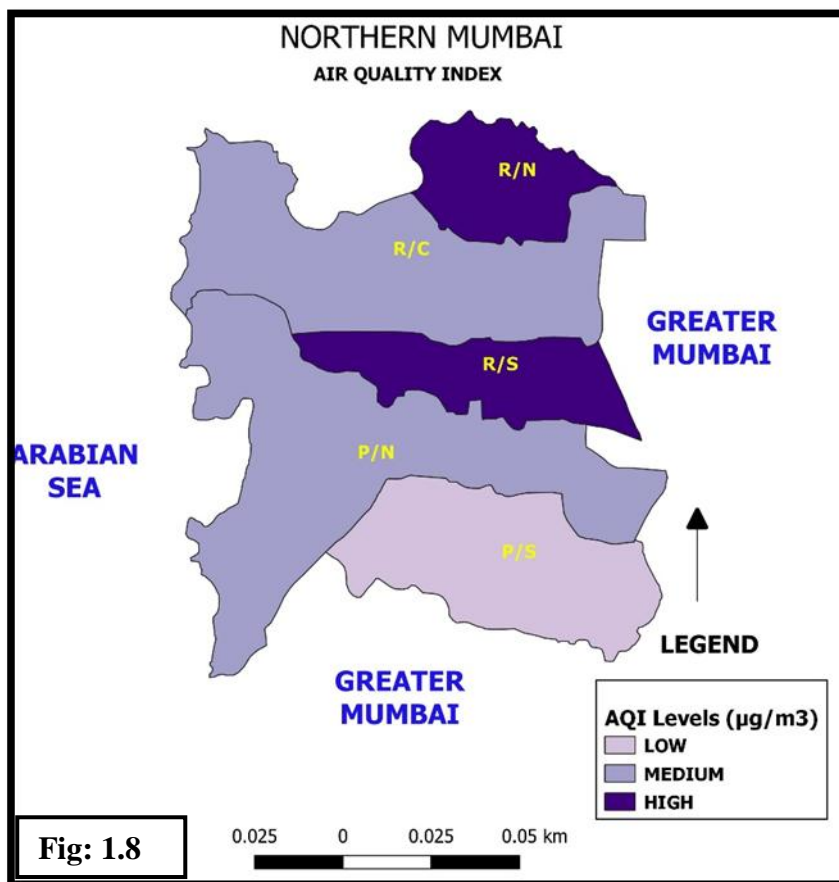 NORTHERN MUMBAI
AIR QUALITY INDEX
R/N
R/C
GREATER
MUMBAI
R/S
ARABIAN
SEA
P/N
P/S
LEGEND
GREATER
MUMBAI
AQI Levels (µg/m3)
LOW
MEDIUM
HIGH
Fig: 1.8
0.025 0 0.025 0.05 km